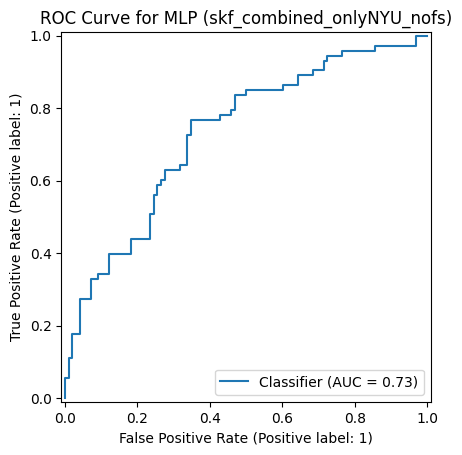 ROC Curve for MLP (skf_combined_onlyNYU_nofs)
1.0
0.8
0.6
0.4
0.2
0.0
True Positive Rate (Positive label: 1)
Classifier (AUC = 0.73)
0.0 0.2 0.4 0.6 0.8 1.0
False Positive Rate (Positive label: 1)